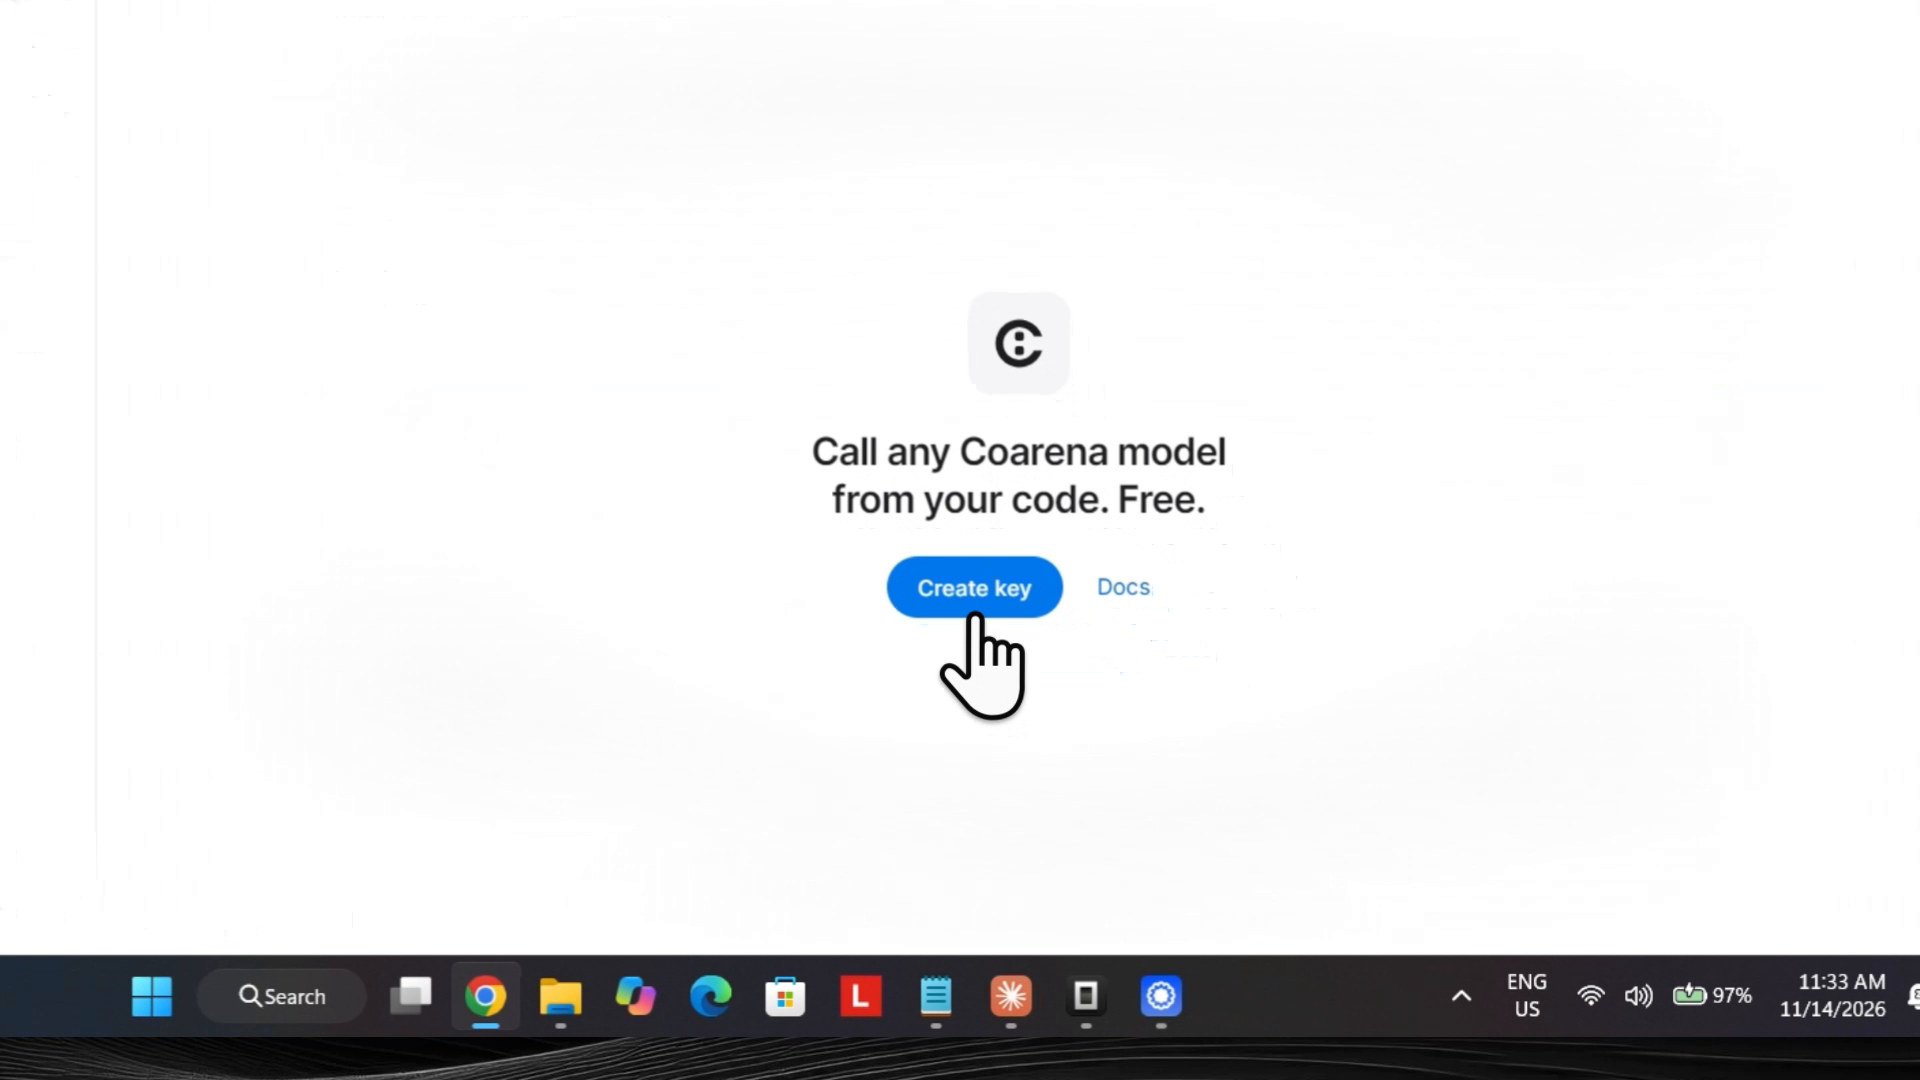 Call any Coarena model
from your code. Free.
Create key
Docs
Search
L
ENG
US
97%
11:33 AM
11/14/2026